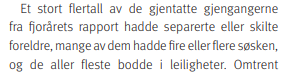 Et stort flertall av de gjentatte gjengangerne
fra fjorårets rapport hadde separerte eller skilte
foreldre, mange av dem hadde fire eller flere søsken,
og de aller fleste bodde i leiligheter. Omtrent